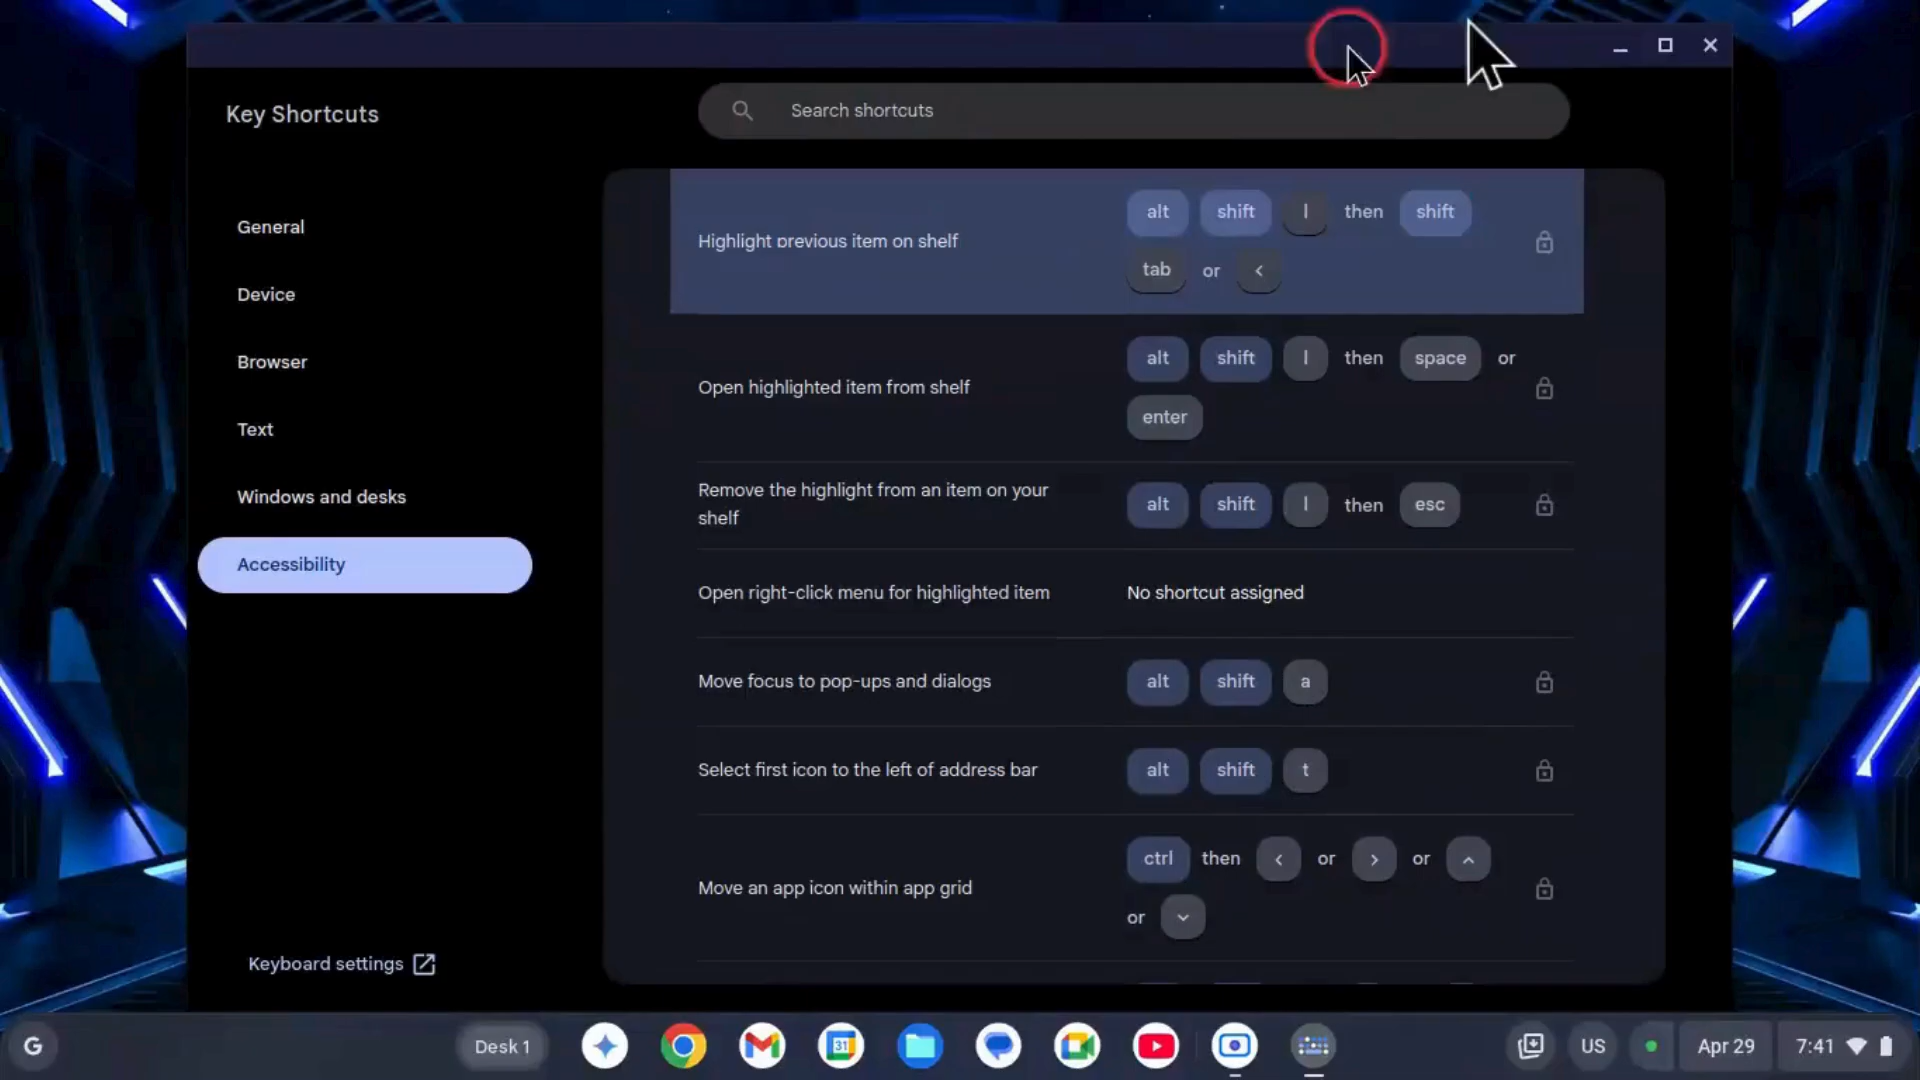 Key Shortcuts
Search shortcuts
General
Device
Browser
Text
Windows and desks
Accessibility
Keyboard settings
Highlight previous item on shelf
alt shift l then shift
tab or <
Open highlighted item from shelf
alt shift l then space or
enter
Remove the highlight from an item on your
shelf
alt shift l then esc
Open right-click menu for highlighted item
No shortcut assigned
Move focus to pop-ups and dialogs
alt shift a
Select first icon to the left of address bar
alt shift t
Move an app icon within app grid
ctrl then < or > or ^
or
G
Desk 1
31
US
Apr 29
7:41